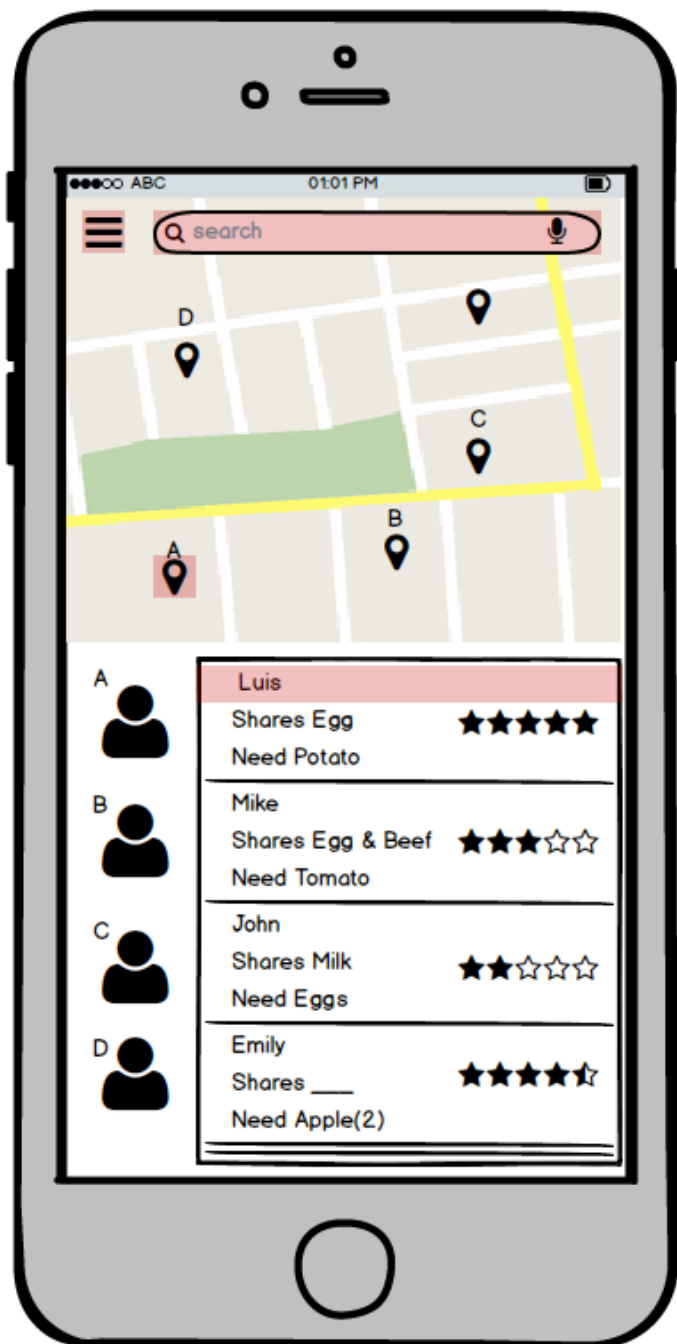 ABC 01:01 PM
search
D
C
B
A
A
Luis
Shares Egg
Need Potato
B
Mike
Shares Egg & Beef
Need Tomato
C
John
Shares Milk
Need Eggs
D
Emily
Shares ___
Need Apple(2)